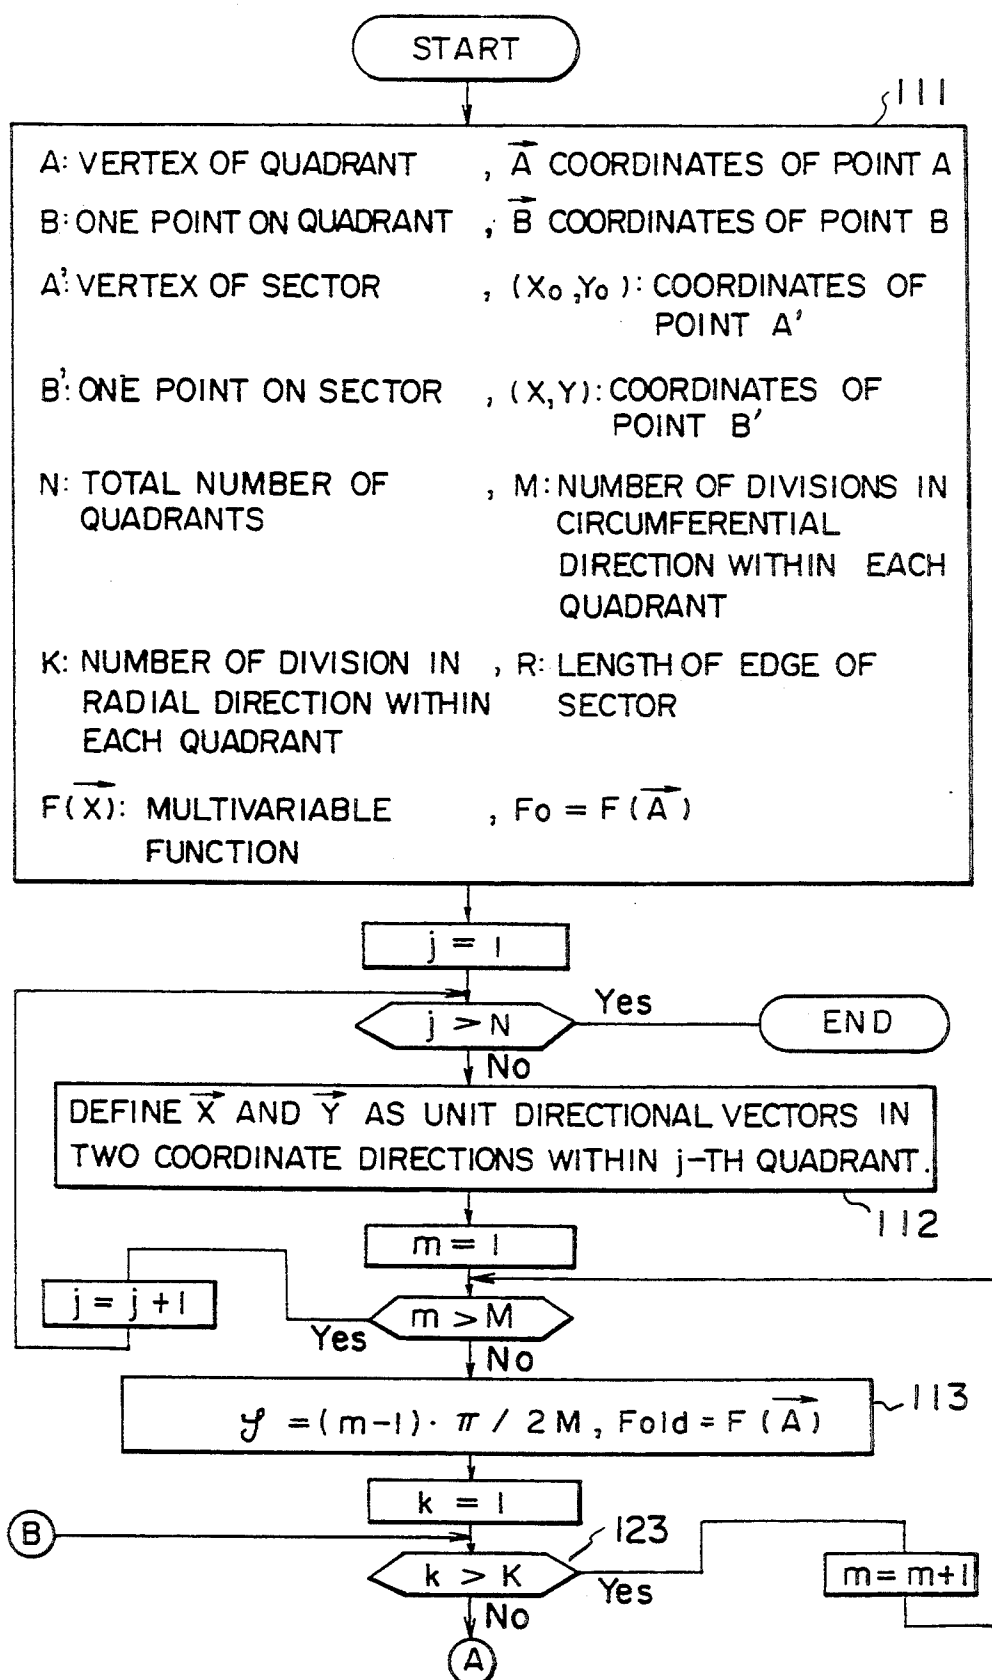 START
111
A: VERTEX OF QUADRANT , A COORDINATES OF POINT A
B: ONE POINT ON QUADRANT , B COORDINATES OF POINT B
A': VERTEX OF SECTOR , (Xo, Yo): COORDINATES OF
POINT A'
B': ONE POINT ON SECTOR , (X, Y): COORDINATES OF
POINT B'
N: TOTAL NUMBER OF
QUADRANTS
, M: NUMBER OF DIVISIONS IN
CIRCUMFERENTIAL
DIRECTION WITHIN EACH
QUADRANT
K: NUMBER OF DIVISION IN
RADIAL DIRECTION WITHIN
EACH QUADRANT
, R: LENGTH OF EDGE OF
SECTOR
F(X): MULTIVARIABLE
FUNCTION
, Fo = F(A)
j = 1
j > N
Yes
END
No
DEFINE X AND Y AS UNIT DIRECTIONAL VECTORS IN
TWO COORDINATE DIRECTIONS WITHIN j-TH QUADRANT.
112
m = 1
j = j + 1
m > M
Yes
No
113
𝒴 = (m-1) · π / 2M, Fold = F(A)
k = 1
B
123
k > K
Yes
m = m+1
No
A